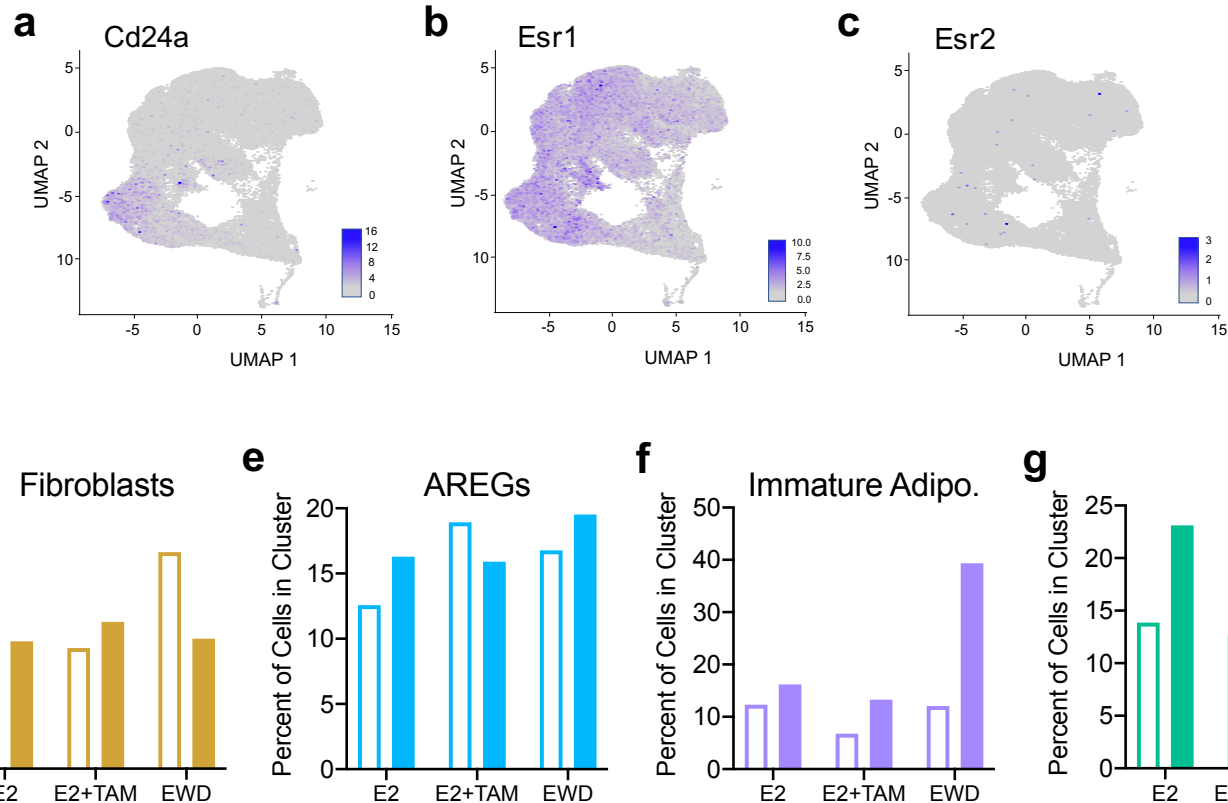 a
Cd24a
5
0
-5
10
UMAP 2
-5
0
5
10
15
UMAP 1
16
12
8
4
0
b
Esr1
5
0
-5
10
UMAP 2
-5
0
5
10
15
UMAP 1
10.0
7.5
5.0
2.5
0.0
c
Esr2
5
0
-5
10
UMAP 2
-5
0
5
10
15
UMAP 1
3
2
1
0
Fibroblasts
E2
E2+TAM
EWD
e
AREGs
Percent of Cells in Cluster
20
15
10
5
0
E2
E2+TAM
EWD
f
Immature Adipo.
Percent of Cells in Cluster
50
40
30
20
10
0
E2
E2+TAM
EWD
g
Percent of Cells in Cluster
25
20
15
10
5
0
E2